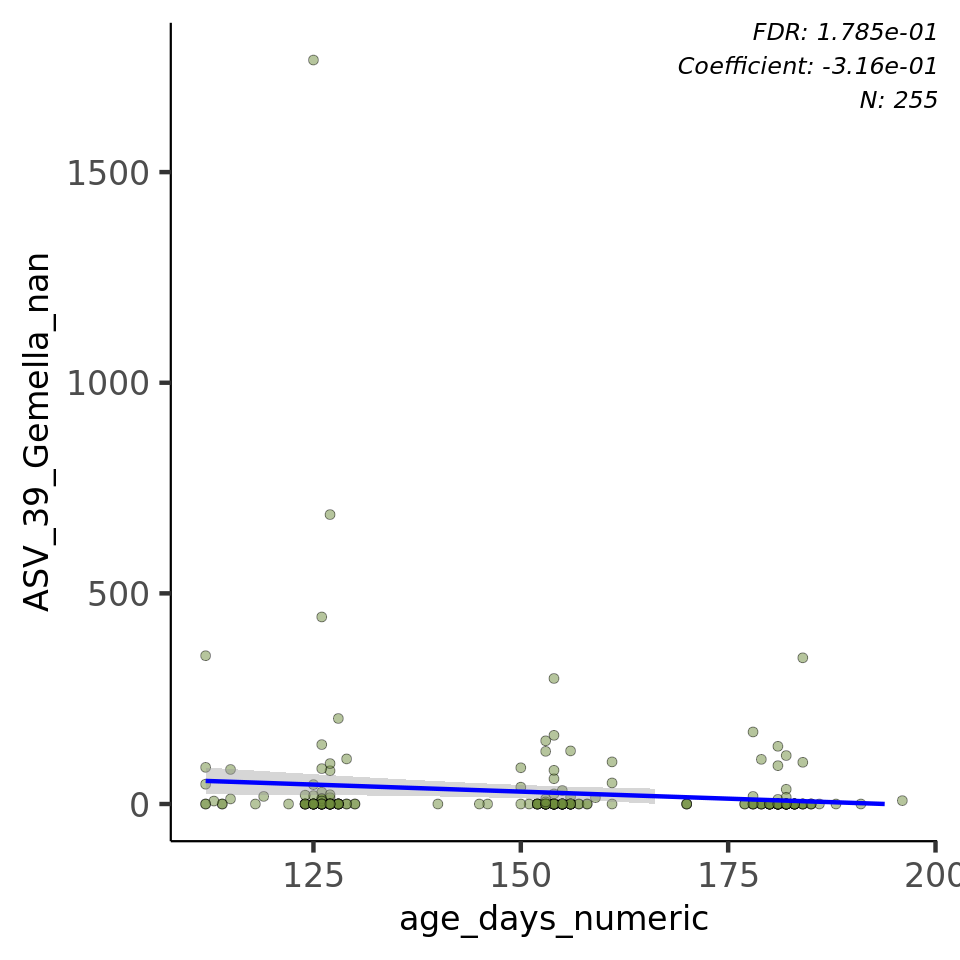 FDR: 1.785e-01
Coefficient: -3.16e-01
N: 255
1500
1000
500
0
ASV_39_Gemella_nan
125 150 175 200
age_days_numeric